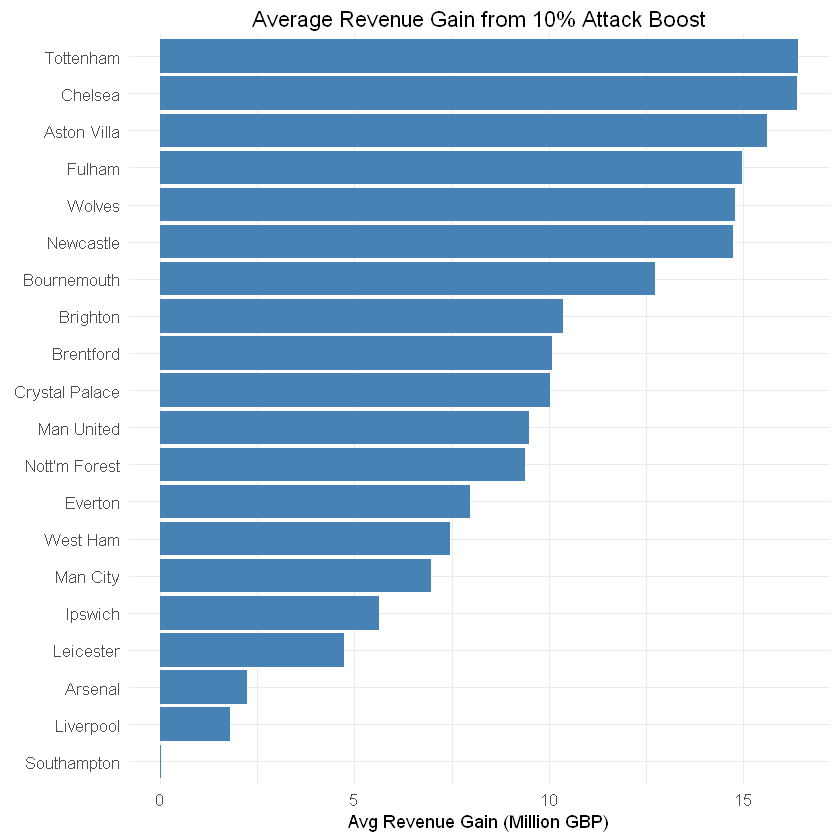 Average Revenue Gain from 10% Attack Boost
Tottenham
Chelsea
Aston Villa
Fulham
Wolves
Newcastle
Bournemouth
Brighton
Brentford
Crystal Palace
Man United
Nott'm Forest
Everton
West Ham
Man City
Ipswich
Leicester
Arsenal
Liverpool
Southampton
0 5 10 15
Avg Revenue Gain (Million GBP)